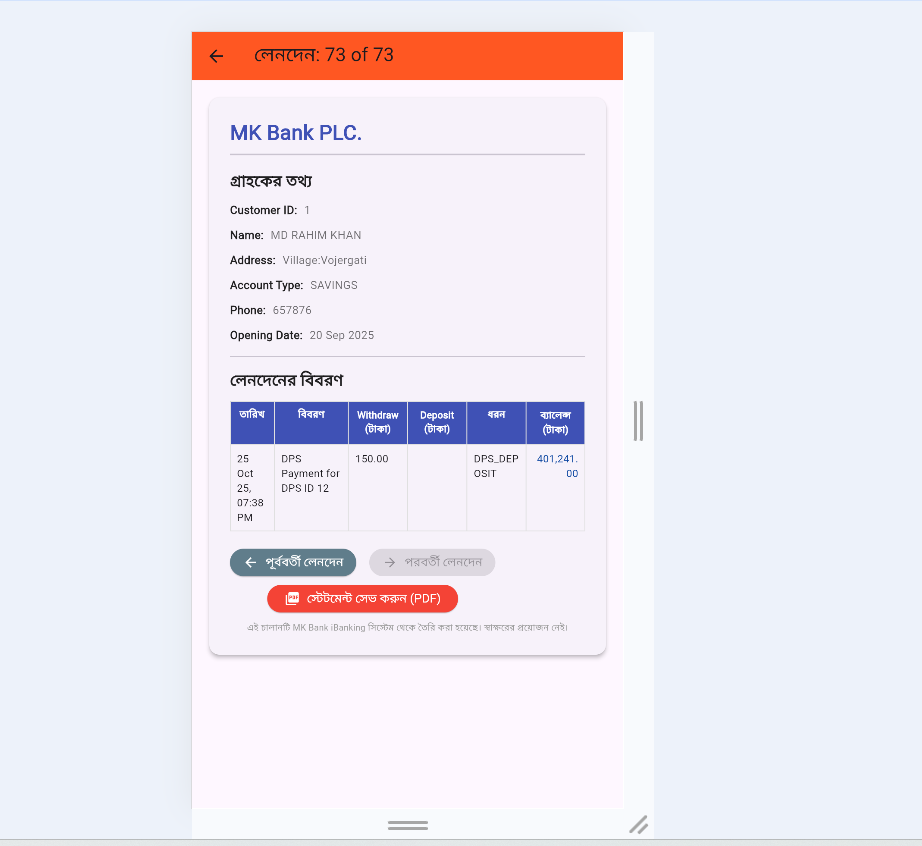 লেনদেন: 73 of 73
MK Bank PLC.
গ্রাহকের তথ্য
Customer ID: 1
Name: MD RAHIM KHAN
Address: Village:Vojergati
Account Type: SAVINGS
Phone: 657876
Opening Date: 20 Sep 2025
লেনদেনের বিবরণ
তারিখ বিবরণ Withdraw (টাকা) Deposit (টাকা) ধরন ব্যালেন্স (টাকা)
25 Oct 25, 07:38 PM DPS Payment for DPS ID 12 150.00 DPS_DEPOSIT 401,241.00
পূর্ববর্তী লেনদেন পরবর্তী লেনদেন
PDF স্টেটমেন্ট সেভ করুন (PDF)
এই চালানটি MK Bank iBanking সিস্টেম থেকে তৈরি করা হয়েছে। স্বাক্ষরের প্রয়োজন নেই।